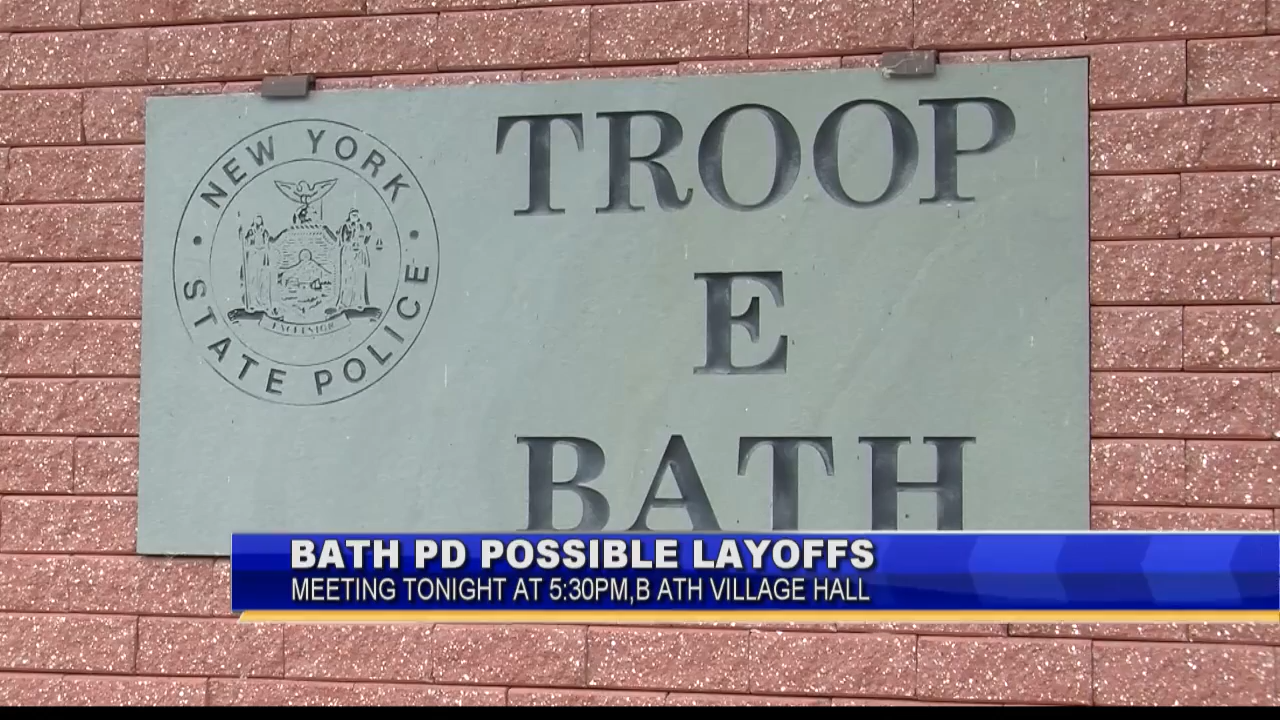 NEW YORK
STATE POLICE
EXCELSIOR
TROOP
E
BATH
BATH PD POSSIBLE LAYOFFS
MEETING TONIGHT AT 5:30PM,B ATH VILLAGE HALL